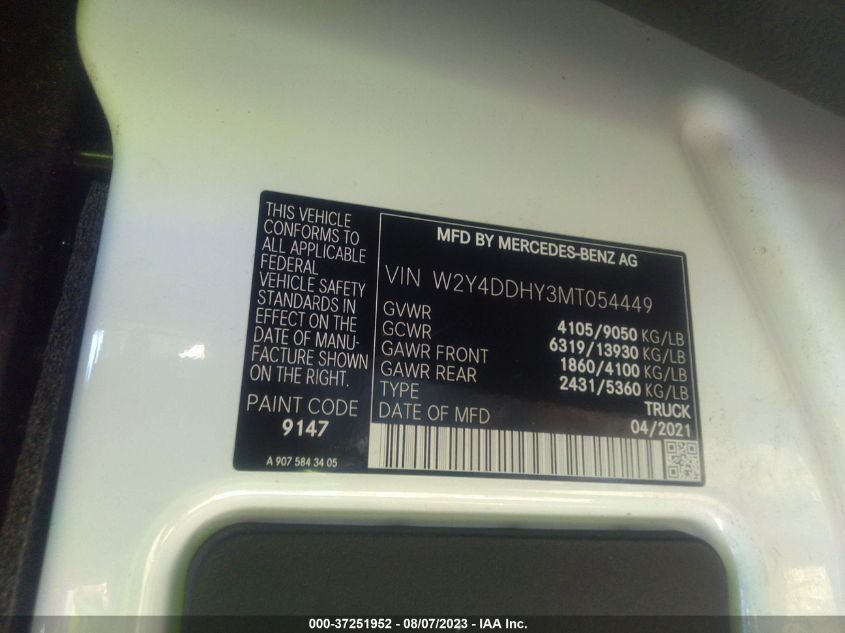 THIS VEHICLE
CONFORMS TO
ALL APPLICABLE
FEDERAL
VEHICLE SAFETY
STANDARDS IN
EFFECT ON THE
DATE OF MANU-
FACTURE SHOWN
ON THE RIGHT.
PAINT CODE
9147
A 907 584 34 05
MFD BY MERCEDES-BENZ AG
VIN W2Y4DDHY3MT054449
GVWR 4105/9050 KG/LB
GCWR 6319/13930 KG/LB
GAWR FRONT 1860/4100 KG/LB
GAWR REAR 2431/5360 KG/LB
TYPE TRUCK
DATE OF MFD 04/2021
000-37251952 - 08/07/2023 - IAA Inc.